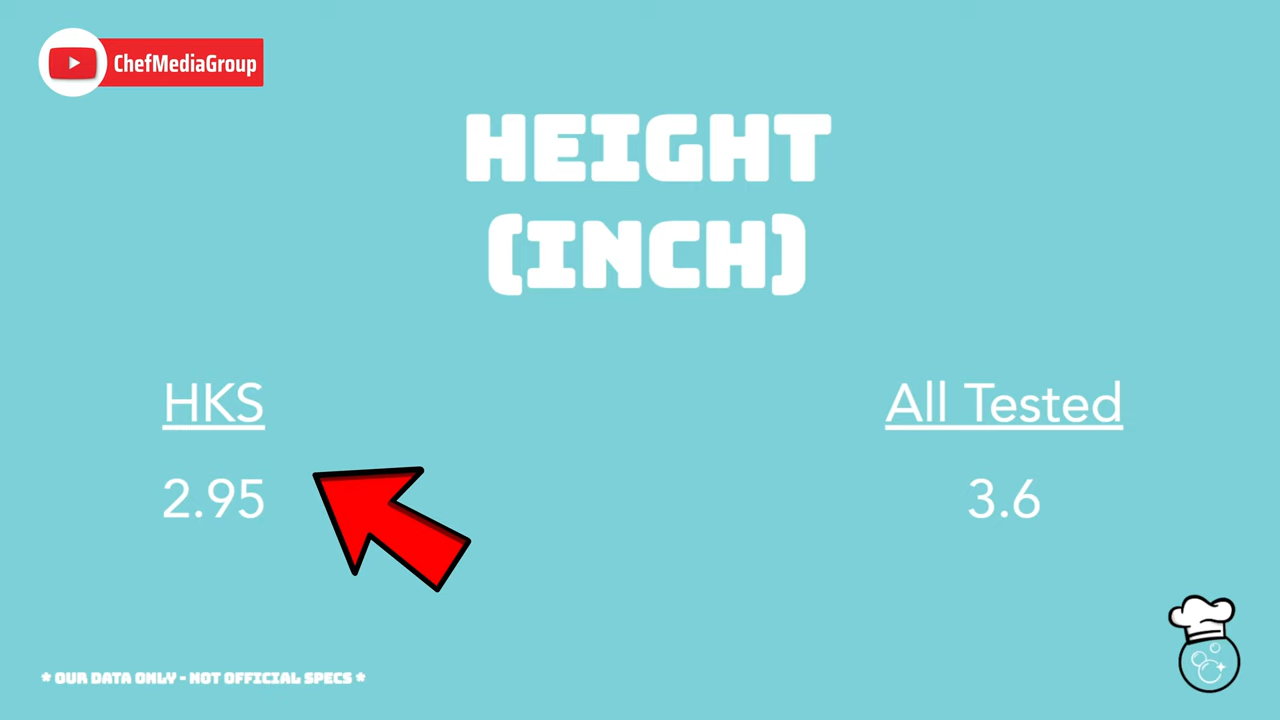 ChefMediaGroup
HEIGHT
(INCH)
HKS
All Tested
2.95
3.6
* OUR DATA ONLY - NOT OFFICIAL SPECS *